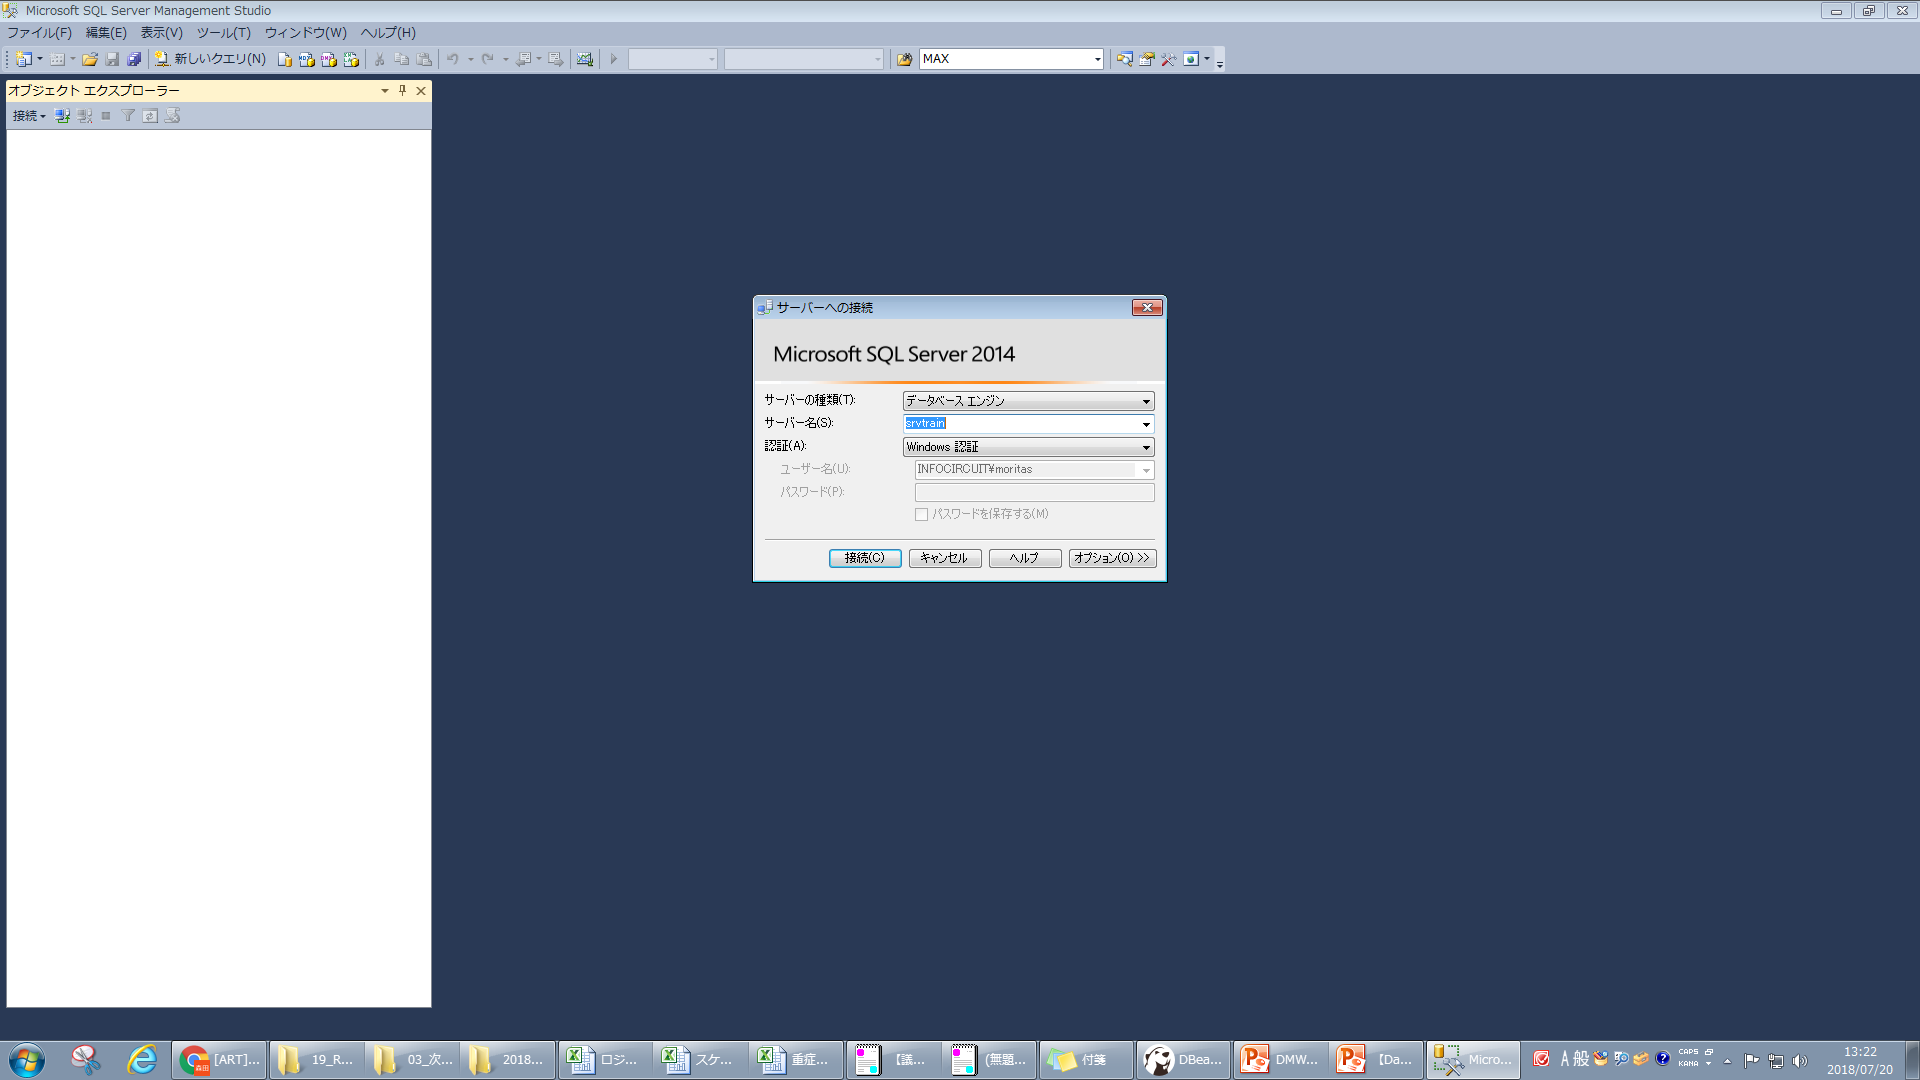 Microsoft SQL Server Management Studio
ファイル(F) 編集(E) 表示(V) ツール(T) ウィンドウ(W) ヘルプ(H)
新しいクエリ(N) MAX
オブジェクト エクスプローラー
接続
サーバーへの接続
Microsoft SQL Server 2014
サーバーの種類(T): データベース エンジン
サーバー名(S): srvtrain
認証(A): Windows 認証
ユーザー名(U): INFOCIRCUIT¥moritas
パスワード(P):
パスワードを保存する(M)
接続(C) キャンセル ヘルプ オプション(O) >>
[ART]... 19_R... 03_次... 2018... ロジ... スケ... 重症... 【議... (無題... 付箋 DBea... DMW... 【Da... Micro... A 般 CAPS KANA 13:22
2018/07/20